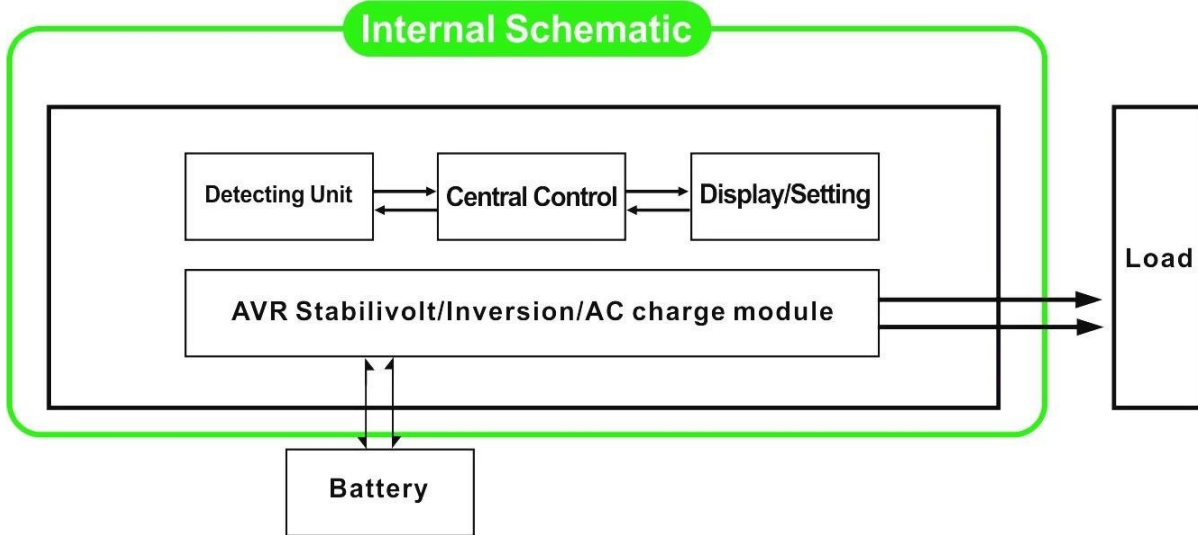 Internal Schematic
Detecting Unit
Central Control
Display/Setting
AVR Stabilivolt/Inversion/AC charge module
Load
Battery